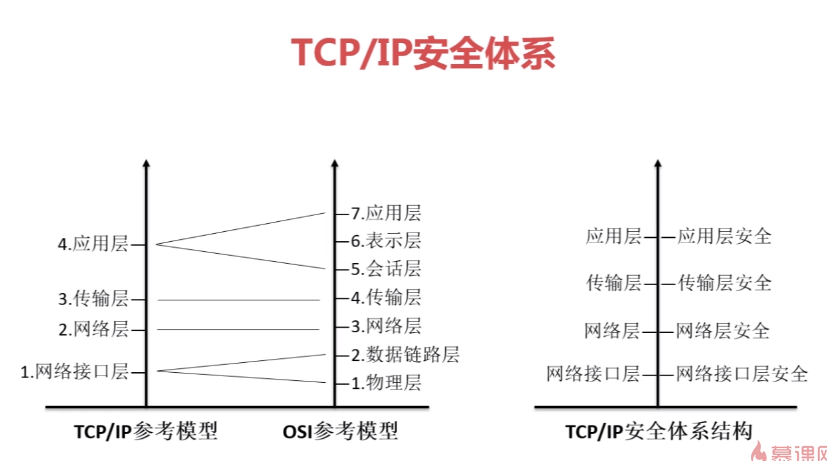 TCP/IP安全体系
4.应用层
3.传输层
2.网络层
1.网络接口层
TCP/IP参考模型
7.应用层
6.表示层
5.会话层
4.传输层
3.网络层
2.数据链路层
1.物理层
OSI参考模型
应用层 应用层安全
传输层 传输层安全
网络层 网络层安全
网络接口层 网络接口层安全
TCP/IP安全体系结构
慕课网